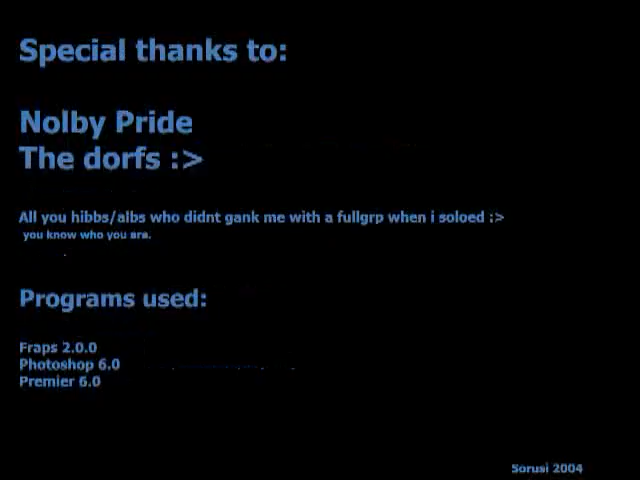 Special thanks to:
Nolby Pride
The dorfs :>
All you hibbs/albs who didnt gank me with a fullgrp when i soloed :>
you know who you are.
Programs used:
Fraps 2.0.0
Photoshop 6.0
Premier 6.0
Sorusi 2004